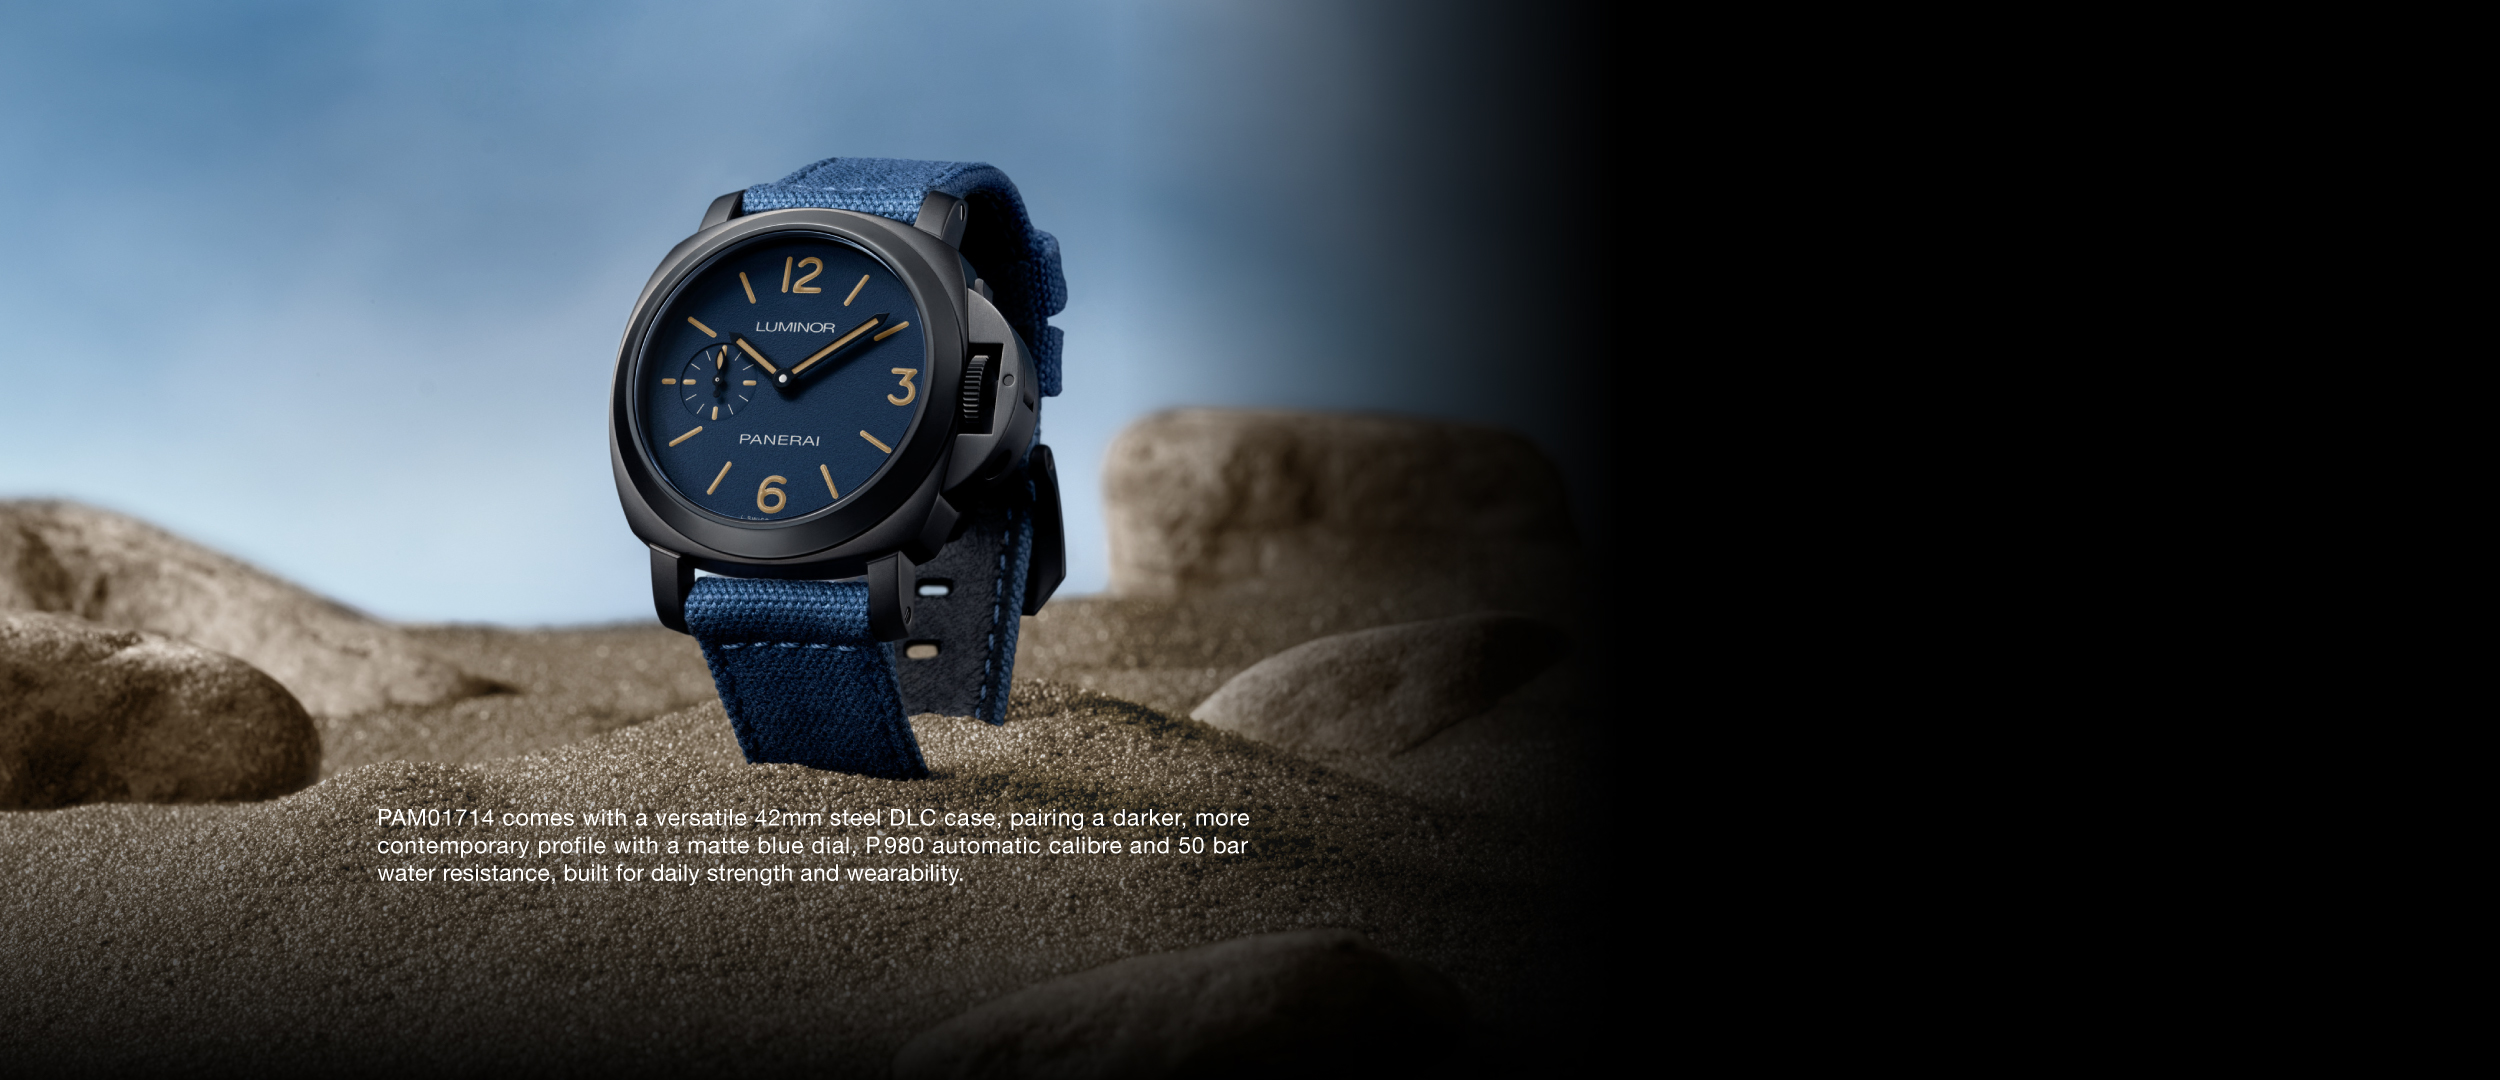 12
LUMINOR
3
PANERAI
6
PAM01714 comes with a versatile 42mm steel DLC case, pairing a darker, more
contemporary profile with a matte blue dial, P.980 automatic calibre and 50 bar
water resistance, built for daily strength and wearability.